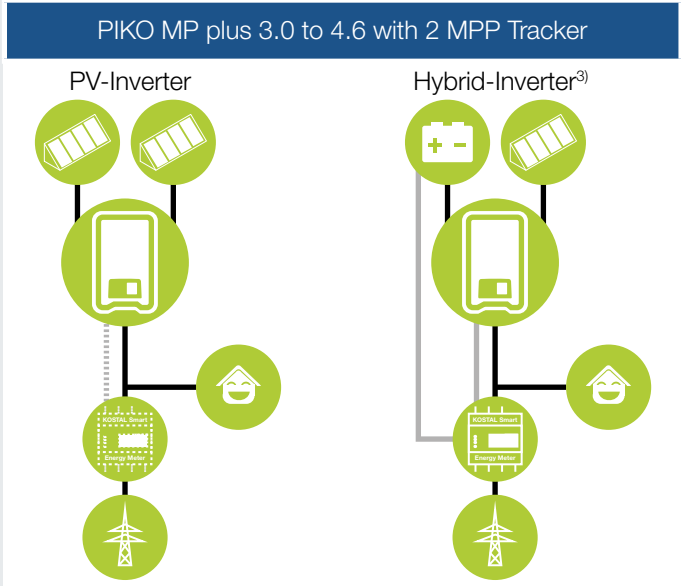 PIKO MP plus 3.0 to 4.6 with 2 MPP Tracker
PV-Inverter
Hybrid-Inverter3)
+ -
KOSTAL Smart
Energy Meter
KOSTAL Smart
Energy Meter